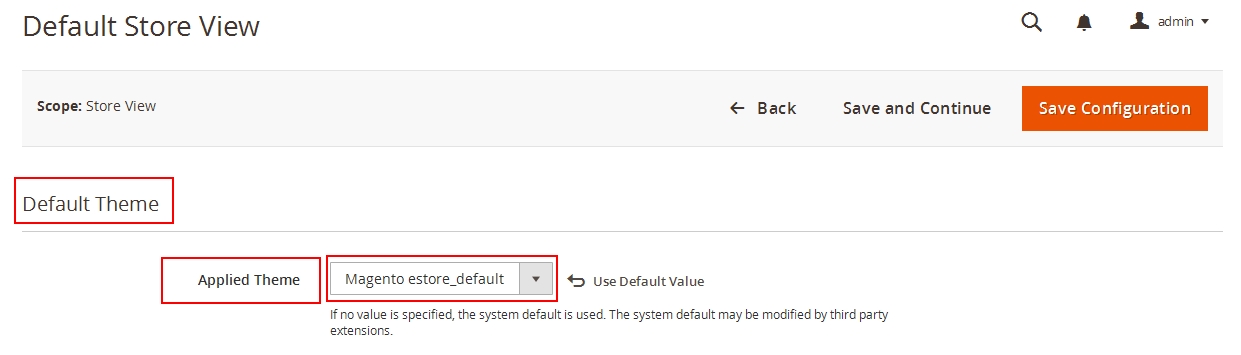 Default Store View
admin
Scope: Store View
Back
Save and Continue
Save Configuration
Default Theme
Applied Theme
Magento estore_default
Use Default Value
If no value is specified, the system default is used. The system default may be modified by third party
extensions.